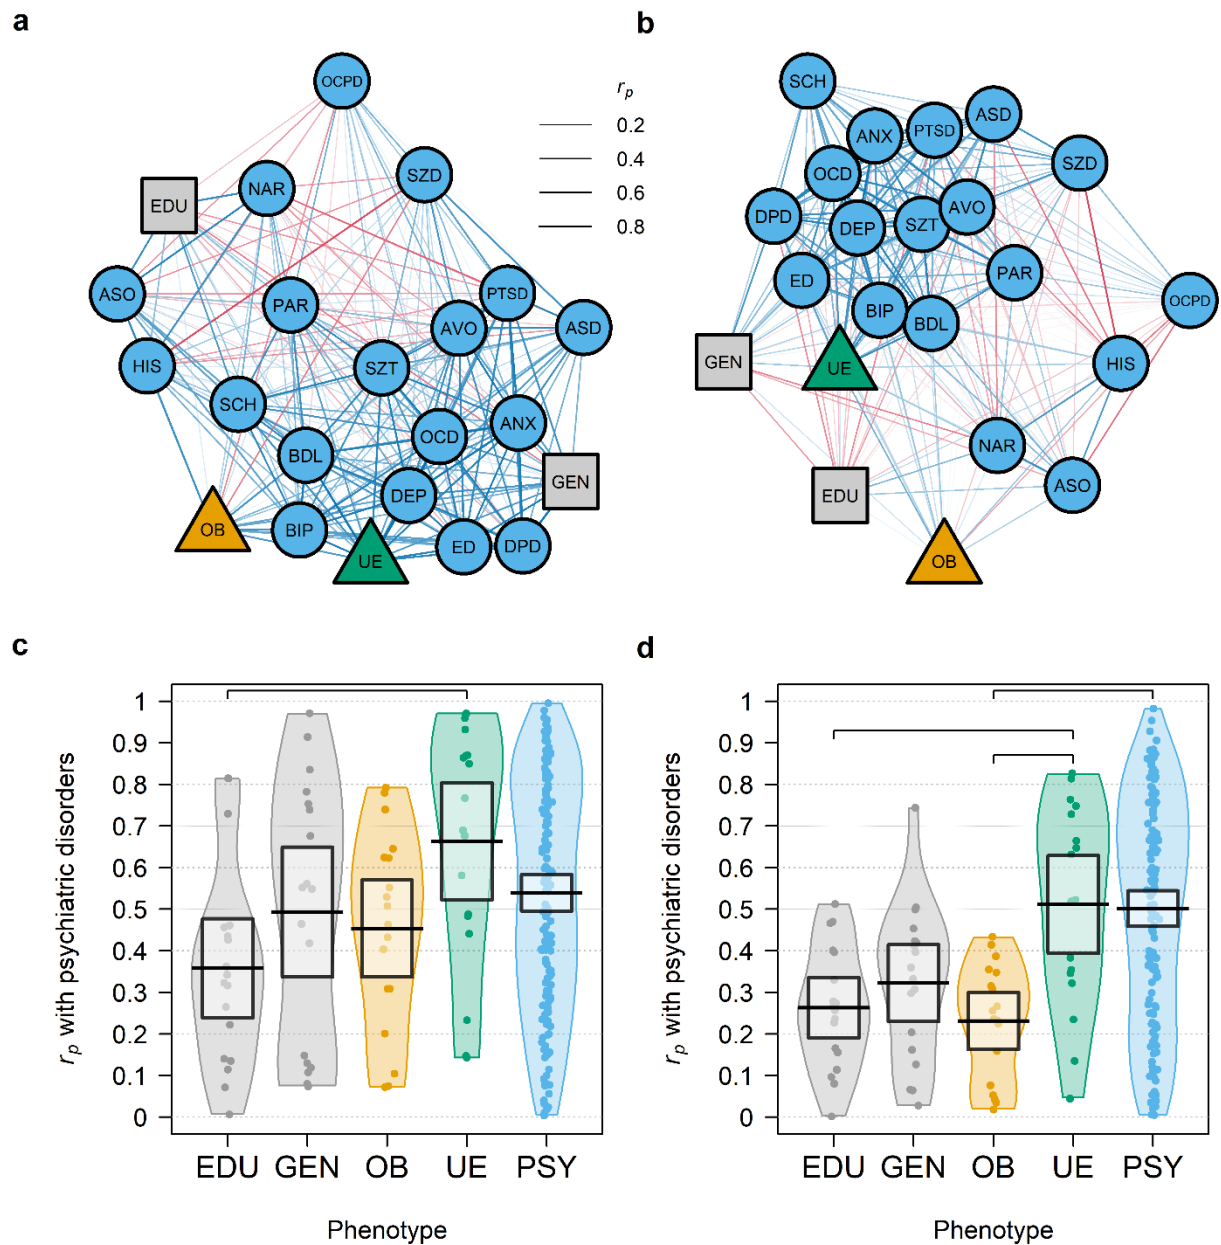 a
b
OCPD
r_p
0.2
0.4
0.6
0.8
NAR
SZD
EDU
ASO
PAR
PTSD
AVO
ASD
HIS
SZT
SCH
OCD
ANX
BDL
GEN
DEP
OB
BIP
UE
ED
DPD
SCH
ANX
PTSD
ASD
OCD
SZD
DPD
DEP
SZT
AVO
ED
PAR
BIP
BDL
OCPD
GEN
UE
HIS
NAR
EDU
ASO
OB
c
r_p with psychiatric disorders
1
0.9
0.8
0.7
0.6
0.5
0.4
0.3
0.2
0.1
0
EDU GEN OB UE PSY
Phenotype
d
r_p with psychiatric disorders
1
0.9
0.8
0.7
0.6
0.5
0.4
0.3
0.2
0.1
0
EDU GEN OB UE PSY
Phenotype